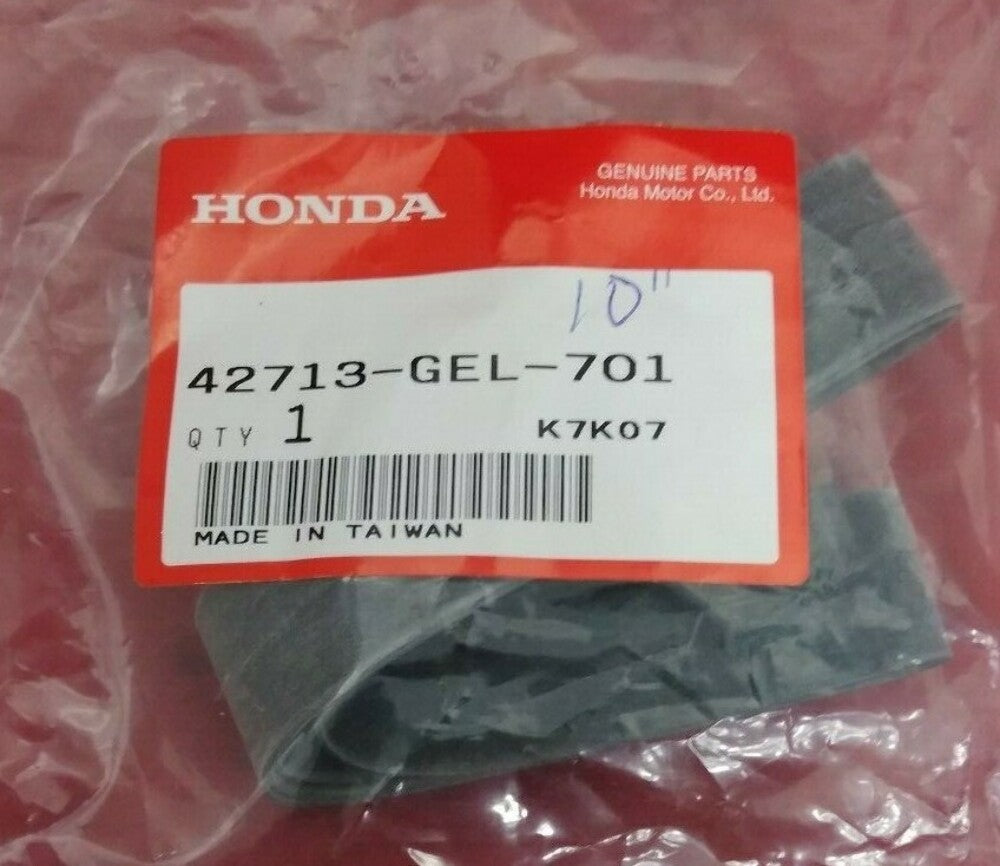 HONDA
GENUINE PARTS
Honda Motor Co., Ltd.
10"
42713-GEL-701
QTY 1
K7K07
MADE IN TAIWAN